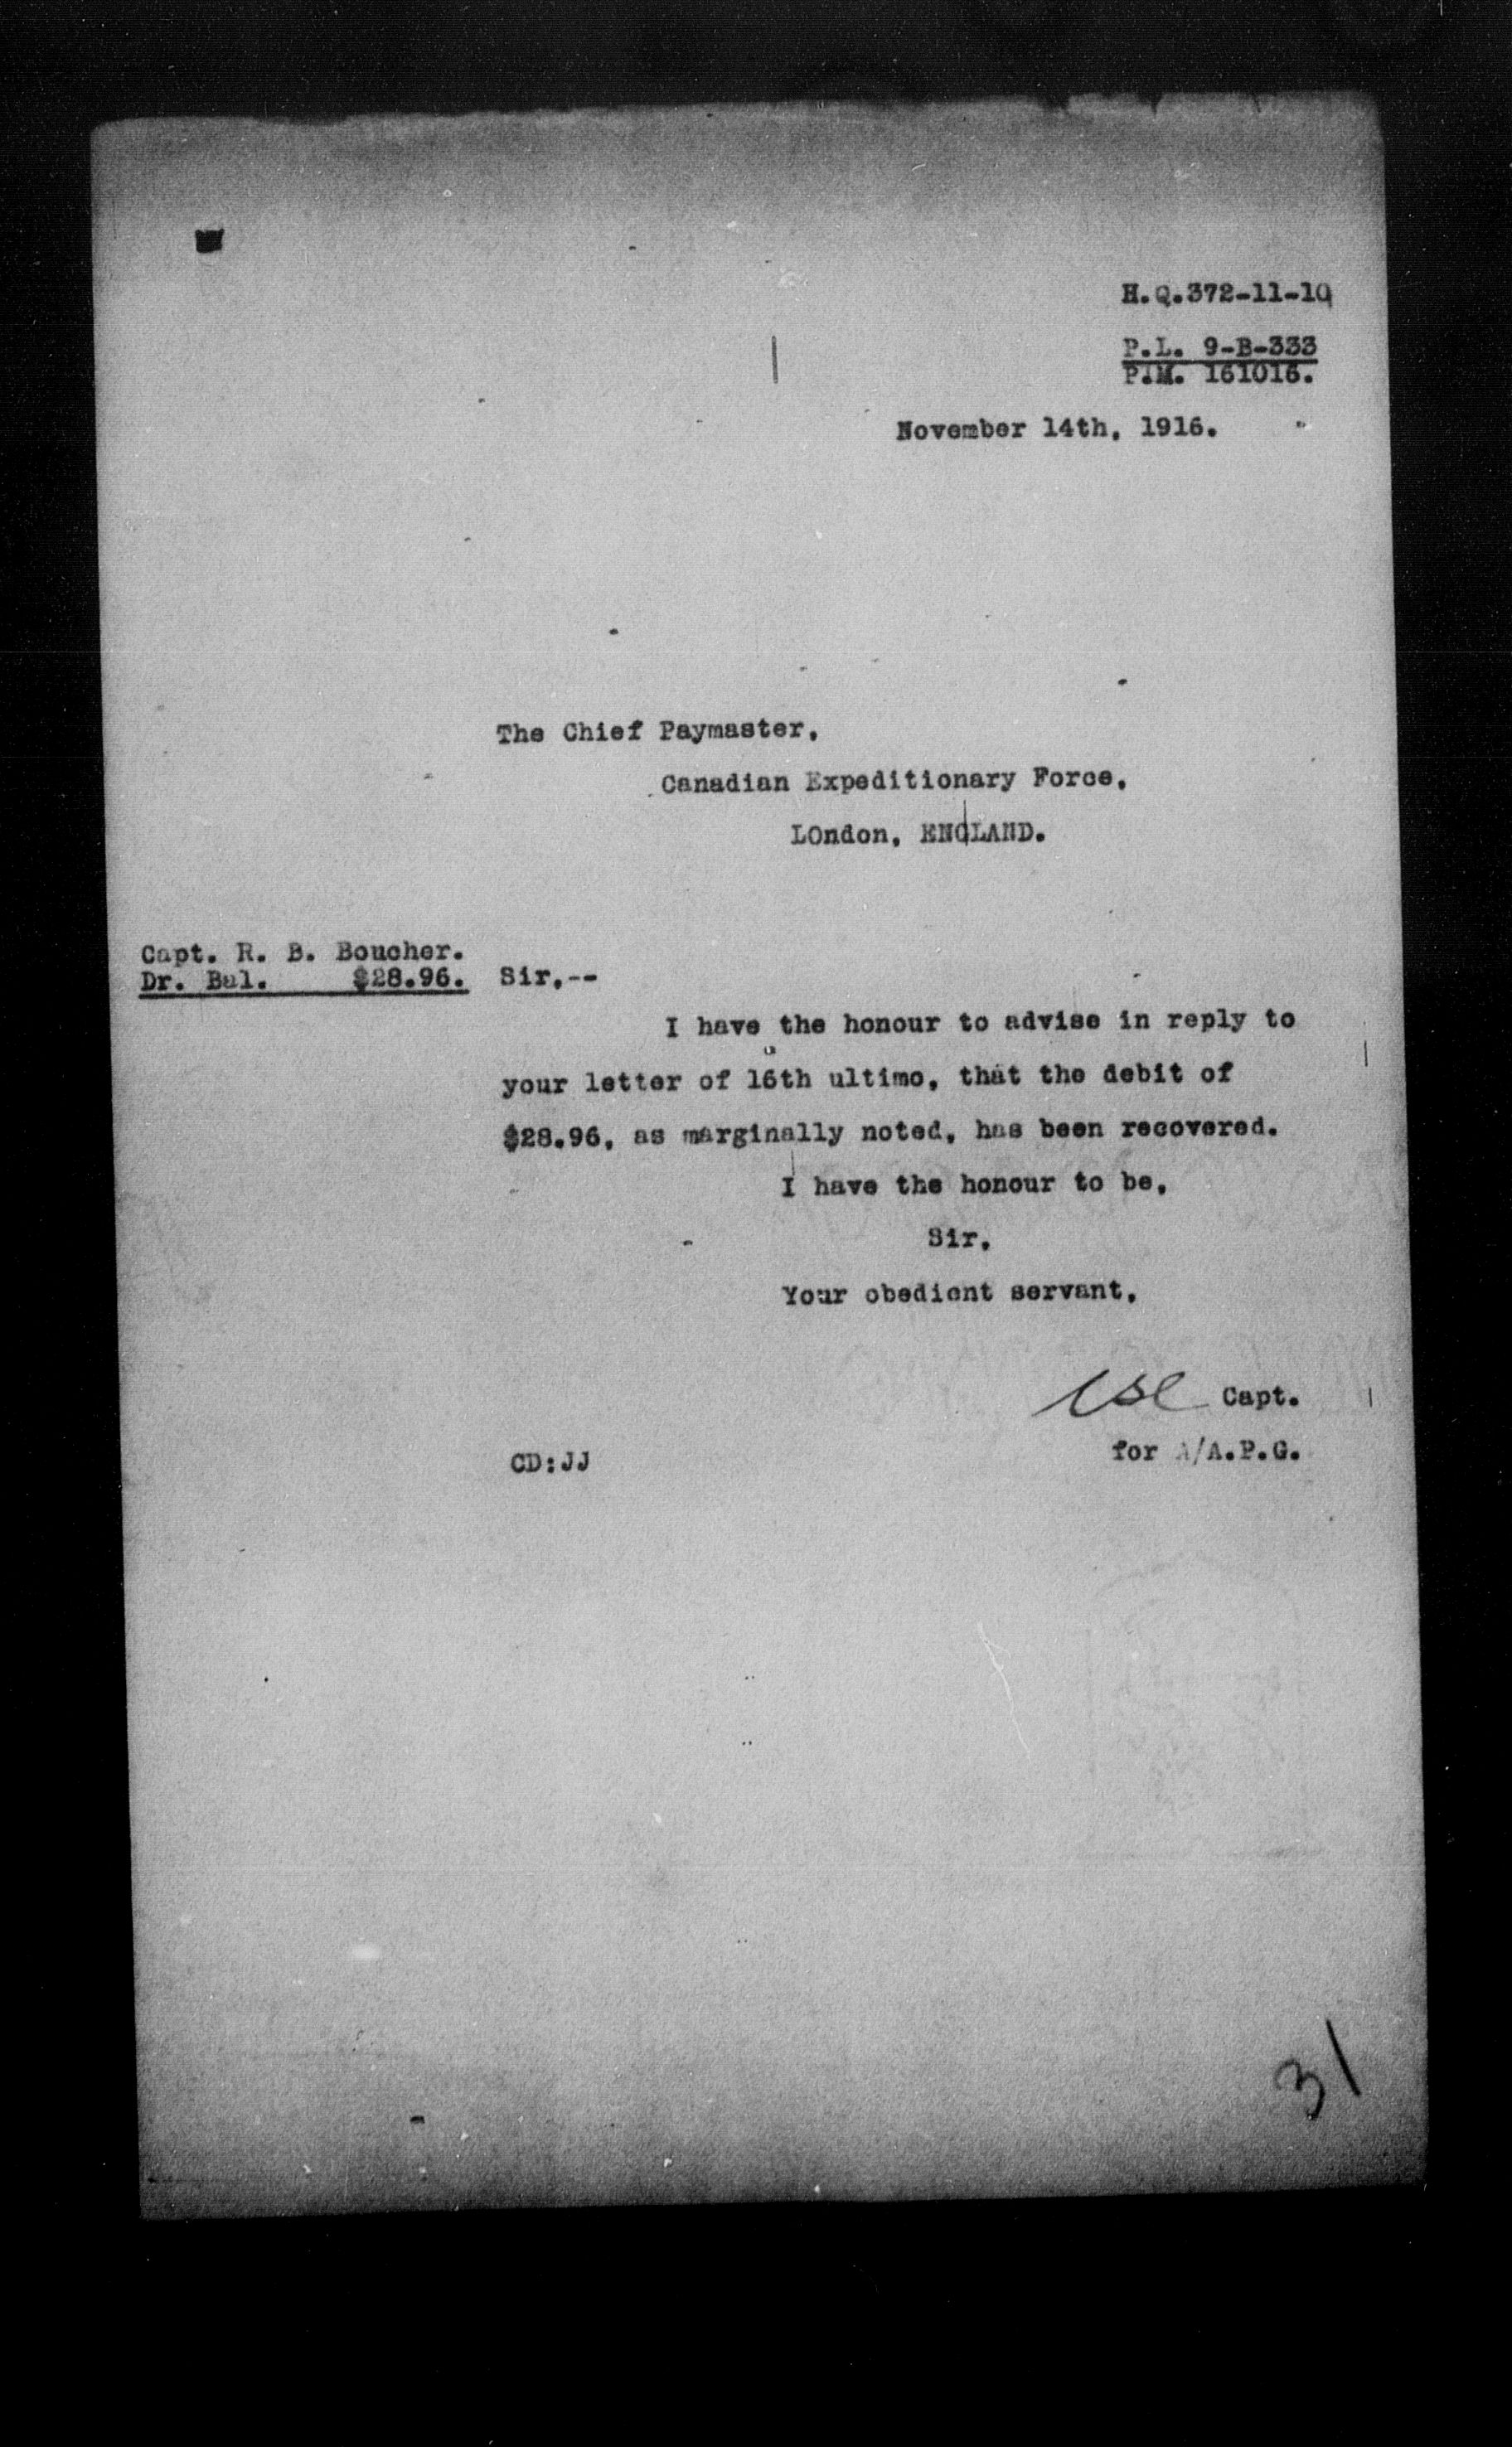 H.Q.372-11-10
P.L. 9-B-333
P.M. 161016.
November 14th, 1916.
The Chief Paymaster,
Canadian Expeditionary Force,
LOndon, ENGLAND.
Capt. R. B. Boucher.
Dr. Bal. $28.96.
Sir,--
I have the honour to advise in reply to
your letter of 16th ultimo, that the debit of
$28.96, as marginally noted, has been recovered.
I have the honour to be,
Sir,
Your obedient servant,
Capt.
for A/A.P.G.
CD:JJ
31